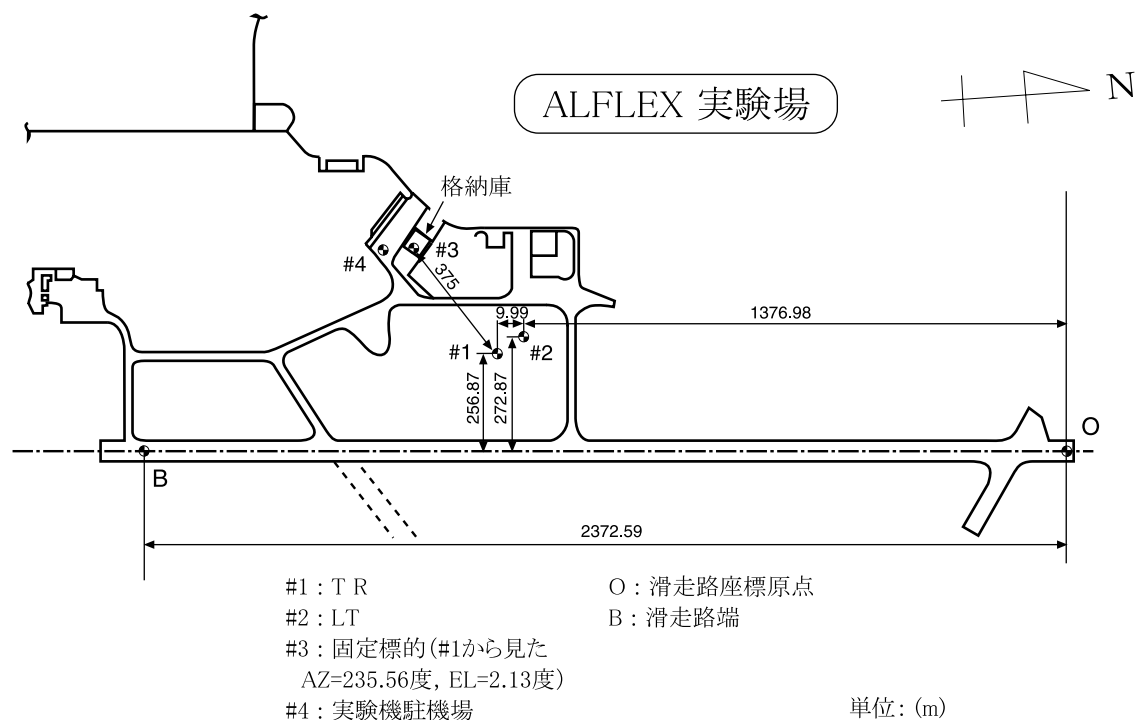 ALFLEX 実験場
N
格納庫
#3
#4
375
9.99
1376.98
#1
#2
256.87
272.87
O
B
2372.59
#1 : T R
#2 : LT
#3 : 固定標的(#1から見た
AZ=235.56度, EL=2.13度)
#4 : 実験機駐機場
O : 滑走路座標原点
B : 滑走路端
単位: (m)